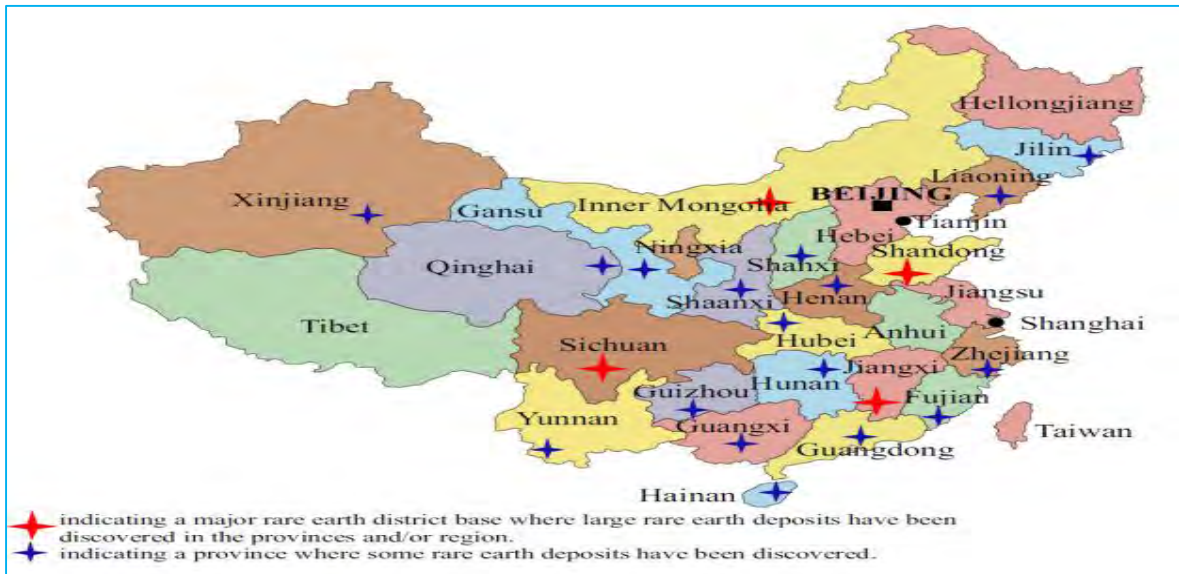 Hellongjiang
Jilin
Liaoning
BEIJING
Xinjiang
Gansu
Inner Mongolia
Tianjin
Hebei
Ningxia
Shandong
Qinghai
Shanxi
Shaanxi
Henan
Jiangsu
Tibet
Shanghai
Anhui
Sichuan
Hubei
Zhejiang
Hunan
Jiangxi
Guizhou
Fujian
Yunnan
Guangxi
Taiwan
Guangdong
Hainan
indicating a major rare earth district base where large rare earth deposits have been
discovered in the provinces and/or region.
indicating a province where some rare earth deposits have been discovered.